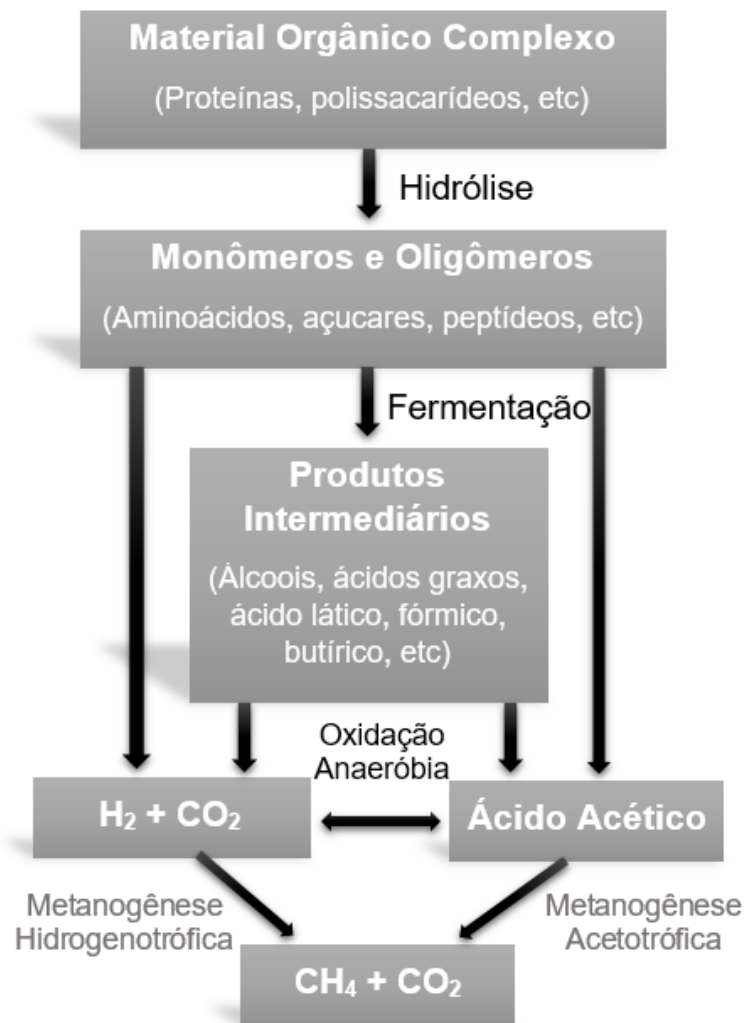 Material Orgânico Complexo
(Proteínas, polissacarídeos, etc)
Hidrólise
Monômeros e Oligômeros
(Aminoácidos, açucares, peptídeos, etc)
Fermentação
Produtos
Intermediários
(Álcoois, ácidos graxos,
ácido lático, fórmico,
butírico, etc)
Oxidação
Anaeróbia
H₂ + CO₂
Ácido Acético
Metanogênese
Hidrogenotrófica
Metanogênese
Acetotrófica
CH₄ + CO₂